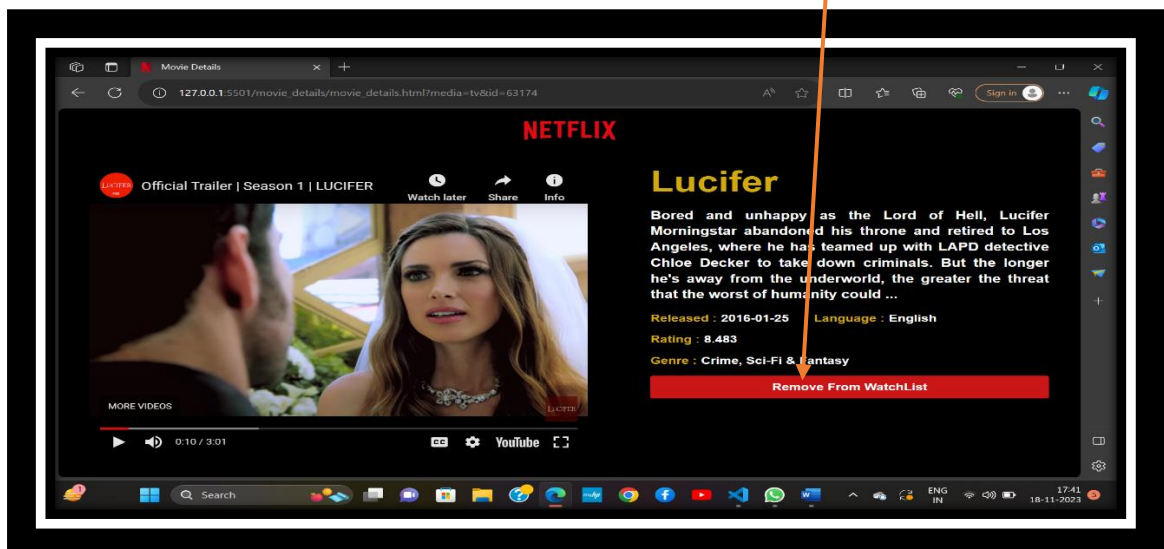 Movie Details
127.0.0.1:5501/movie_details/movie_details.html?media=tv&id=63174
Sign in
NETFLIX
LUCIFER
Official Trailer | Season 1 | LUCIFER
Watch later
Share
Info
Lucifer
Bored and unhappy as the Lord of Hell, Lucifer
Morningstar abandoned his throne and retired to Los
Angeles, where he has teamed up with LAPD detective
Chloe Decker to take down criminals. But the longer
he's away from the underworld, the greater the threat
that the worst of humanity could ...
Released : 2016-01-25 Language : English
Rating : 8.483
Genre : Crime, Sci-Fi & Fantasy
Remove From WatchList
MORE VIDEOS
LUCIFER
0:10 / 3:01
CC
YouTube
1
Search
ENG
IN
17:41
18-11-2023